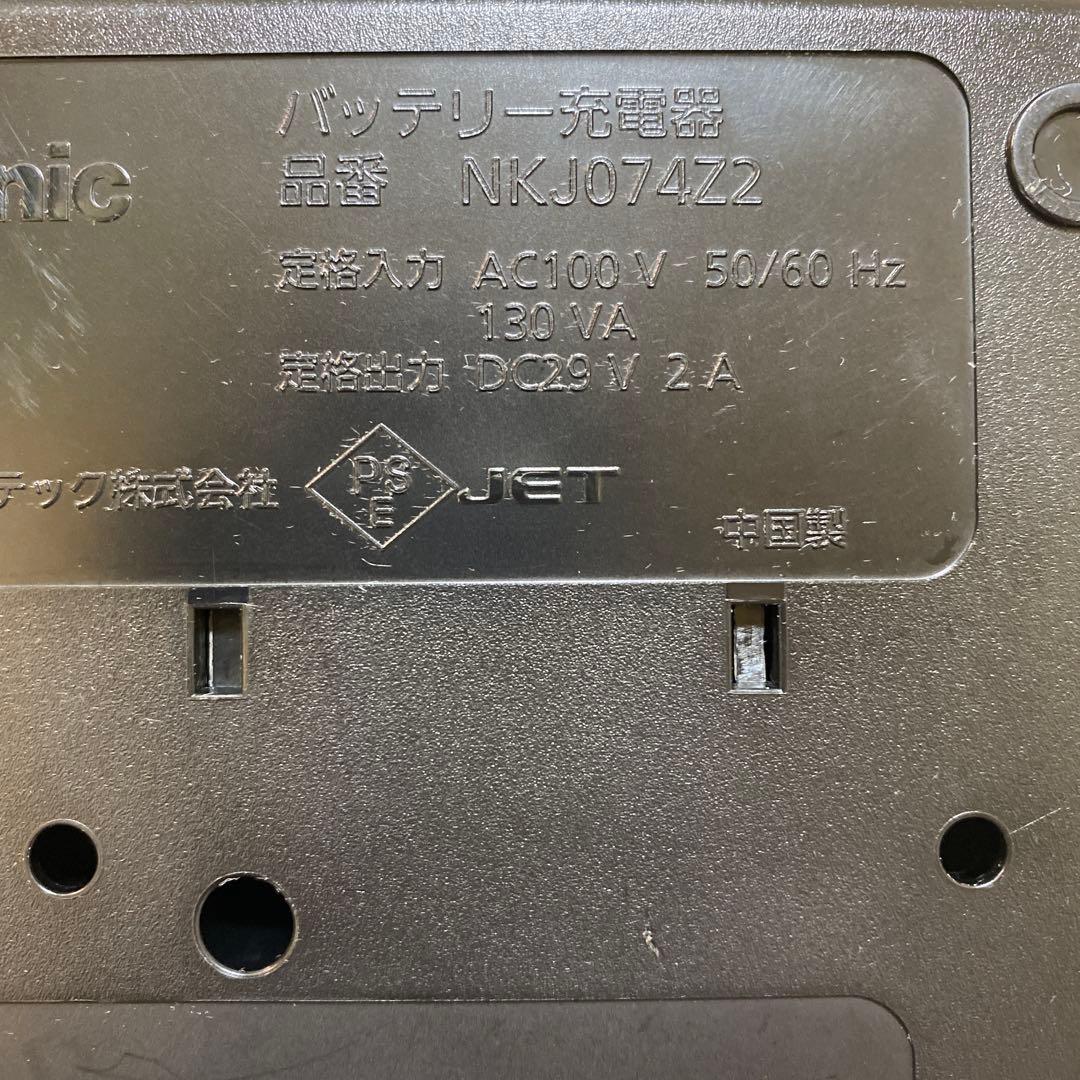 バッテリー充電器
nic
品番 NKJ074Z2
定格入力 AC100 V 50/60 Hz
130 VA
定格出力 DC29 V 2 A
テック株式会社 PSE JET
中国製